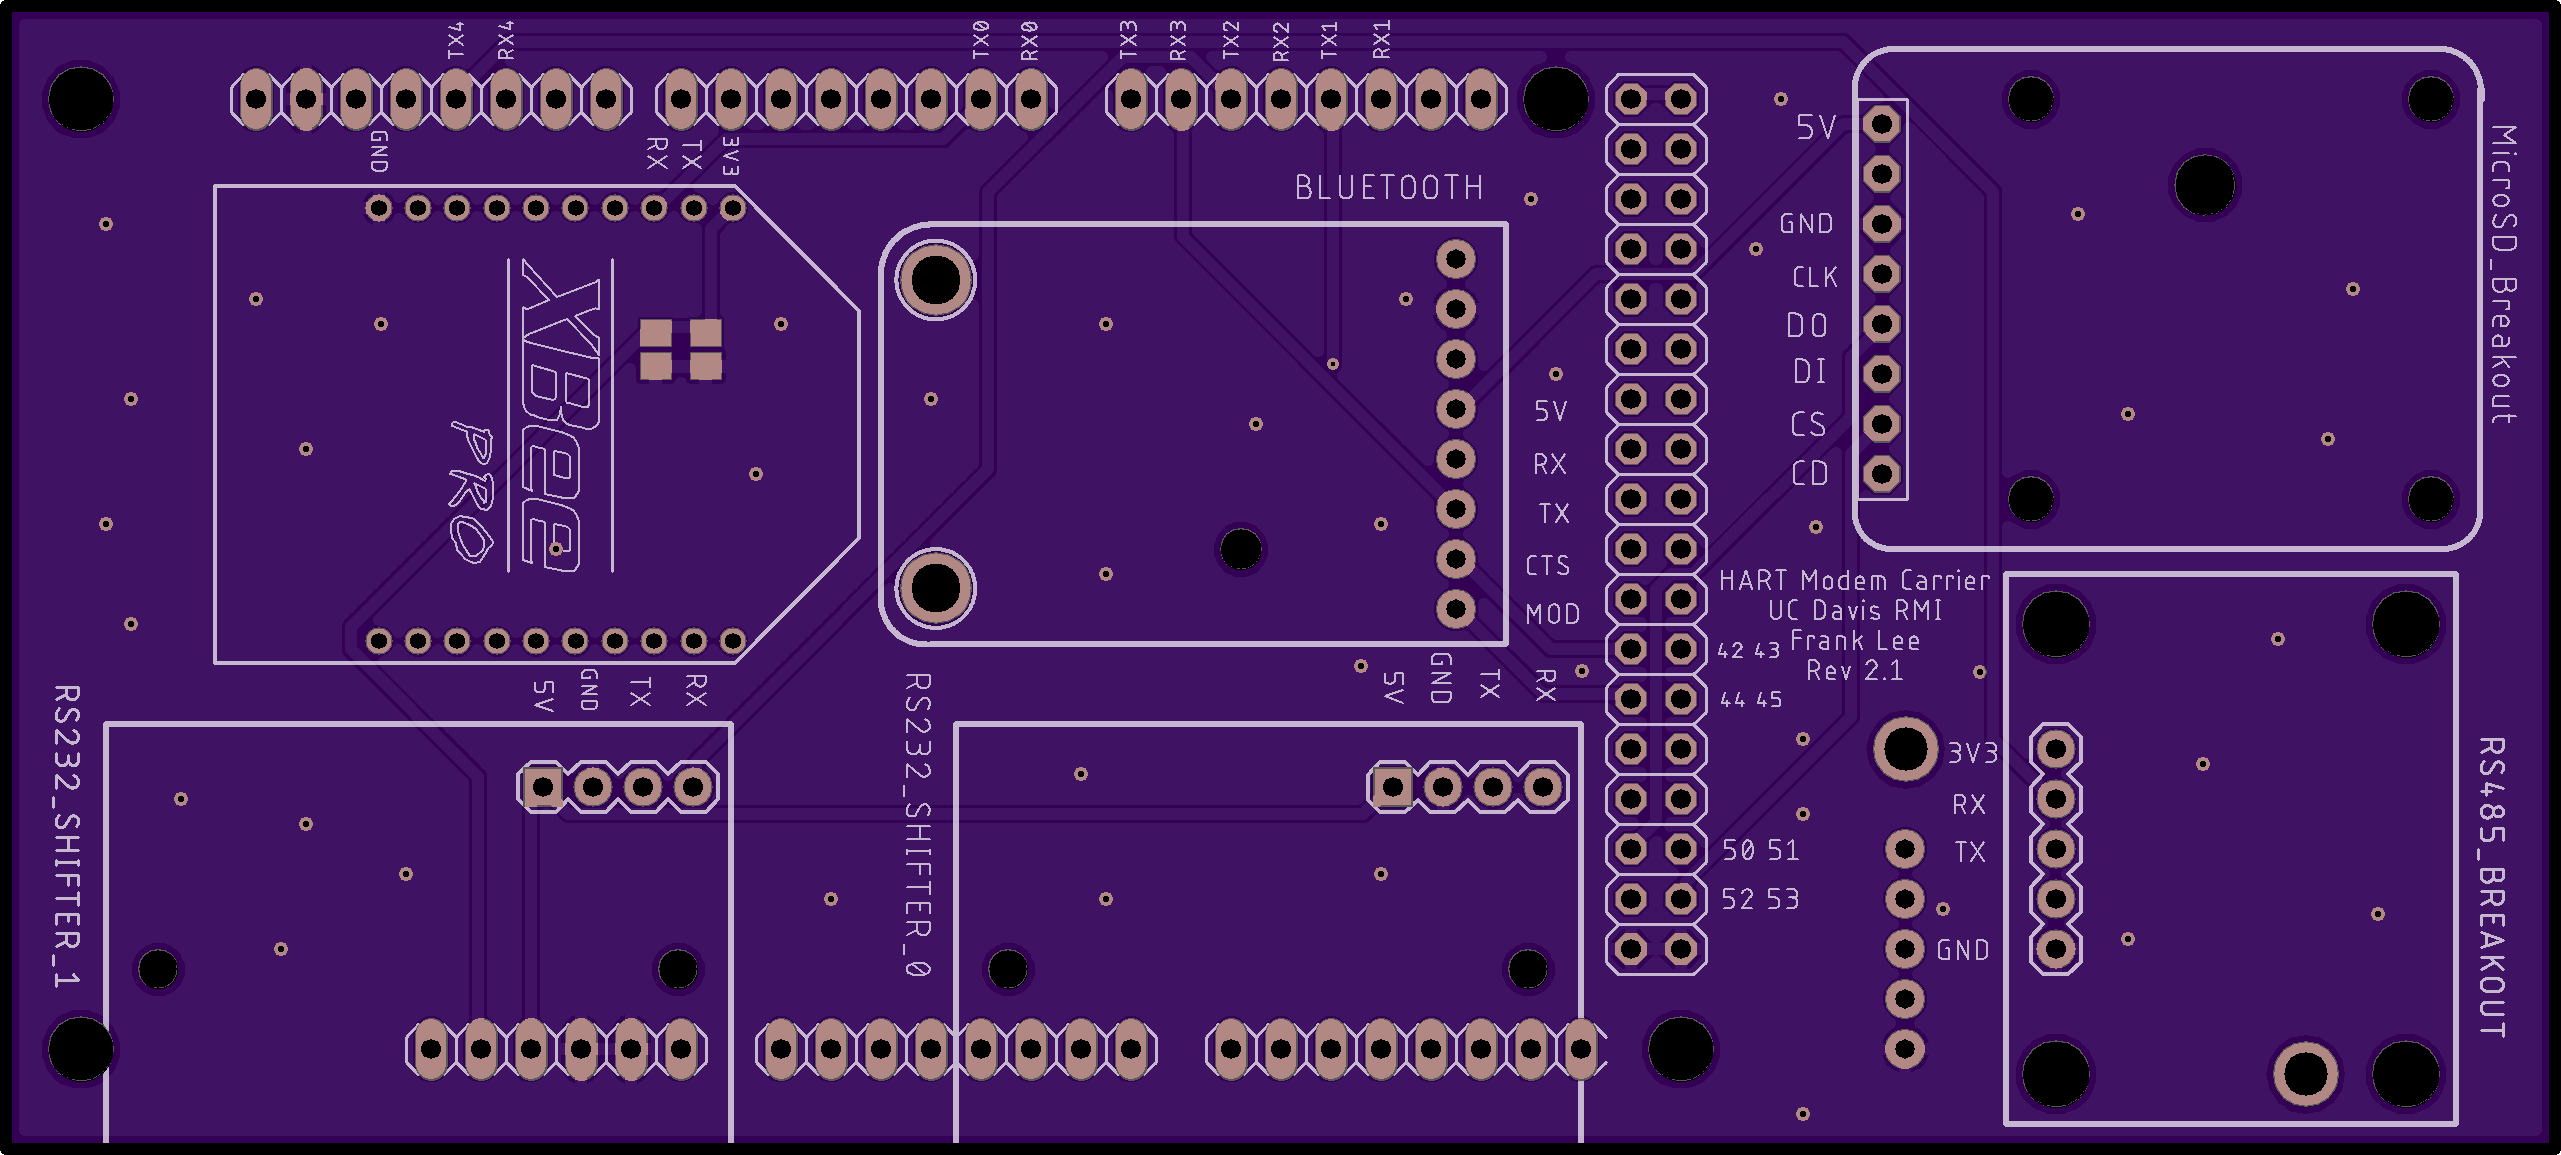 TX4
RX4
TX0
RX0
TX3
RX3
TX2
RX2
TX1
RX1
GND
RX
TX
3V3
XBee
PRO
BLUETOOTH
5V
RX
TX
CTS
MOD
5V
GND
CLK
DO
DI
CS
CD
MicroSD_Breakout
HART Modem Carrier
UC Davis RMI
Frank Lee
Rev 2.1
42 43
44 45
50 51
52 53
5V
GND
TX
RX
RS232_SHIFTER_1
5V
GND
TX
RX
RS232_SHIFTER_0
3V3
RX
TX
GND
RS485_BREAKOUT